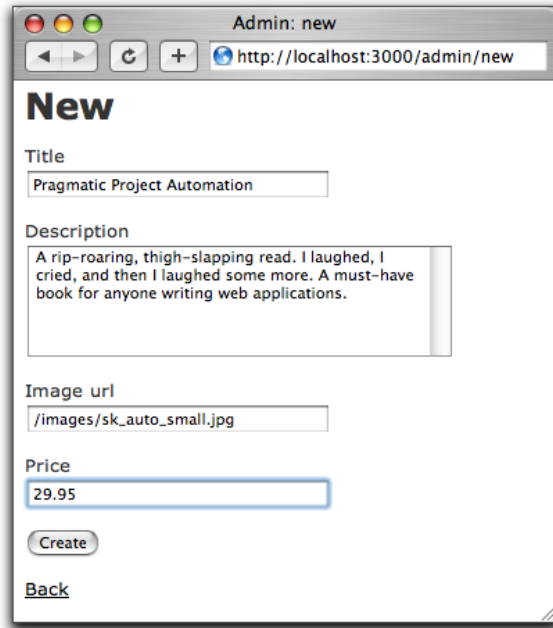 Admin: new
http://localhost:3000/admin/new
New
Title
Pragmatic Project Automation
Description
A rip-roaring, thigh-slapping read. I laughed, I
cried, and then I laughed some more. A must-have
book for anyone writing web applications.
Image url
/images/sk_auto_small.jpg
Price
29.95
Create
Back